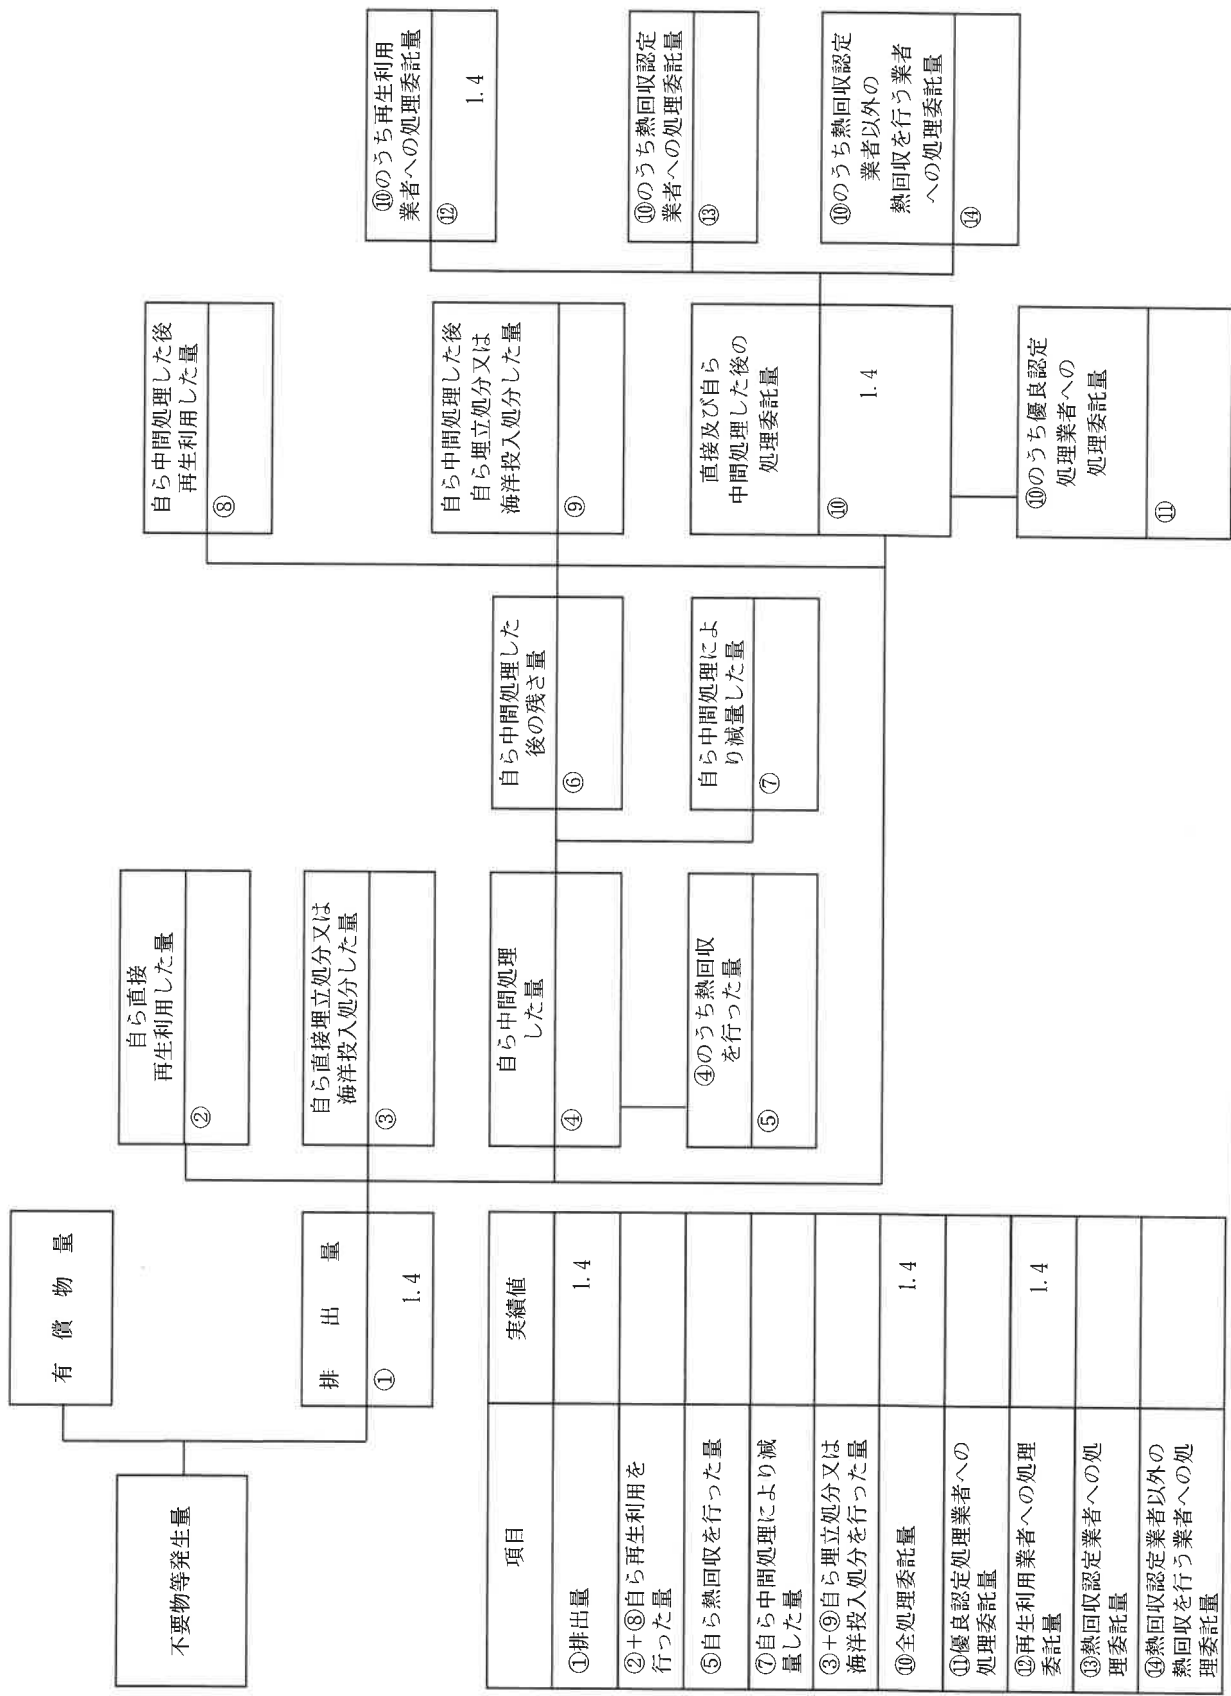 不要物等発生量
有償物量
排出量
①
1.4
自ら直接
再生利用した量
②
自ら直接埋立処分又は
海洋投入処分した量
③
自ら中間処理
した量
④
④のうち熱回収
を行った量
⑤
自ら中間処理した
後の残さ量
⑥
自ら中間処理によ
り減量した量
⑦
自ら中間処理した後
再生利用した量
⑧
自ら中間処理した後
自ら埋立処分又は
海洋投入処分した量
⑨
直接及び自ら
中間処理した後の
処理委託量
⑩
1.4
⑩のうち優良認定
処理業者への
処理委託量
⑪
⑩のうち再生利用
業者への処理委託量
⑫
1.4
⑩のうち熱回収認定
業者への処理委託量
⑬
⑩のうち熱回収認定
業者以外の
熱回収を行う業者
への処理委託量
⑭
項目 実績値
①排出量 1.4
②+⑧自ら再生利用を
行った量
⑤自ら熱回収を行った量
⑦自ら中間処理により減
量した量
③+⑨自ら埋立処分又は
海洋投入処分を行った量
⑩全処理委託量 1.4
⑪優良認定処理業者への
処理委託量
⑫再生利用業者への処理
委託量 1.4
⑬熱回収認定業者への処
理委託量
⑭熱回収認定業者以外の
熱回収を行う業者への処
理委託量